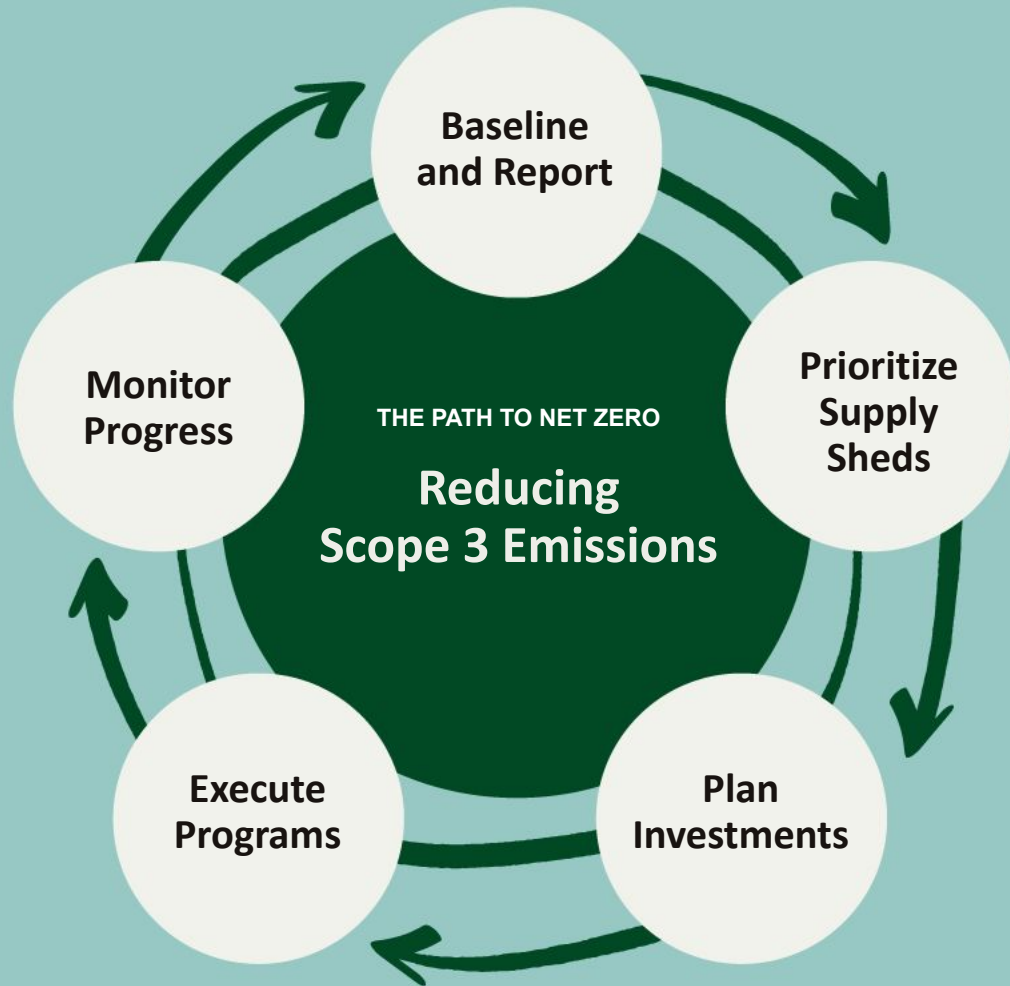 Baseline
and Report
Prioritize
Supply
Sheds
Plan
Investments
Execute
Programs
Monitor
Progress
THE PATH TO NET ZERO
Reducing
Scope 3 Emissions